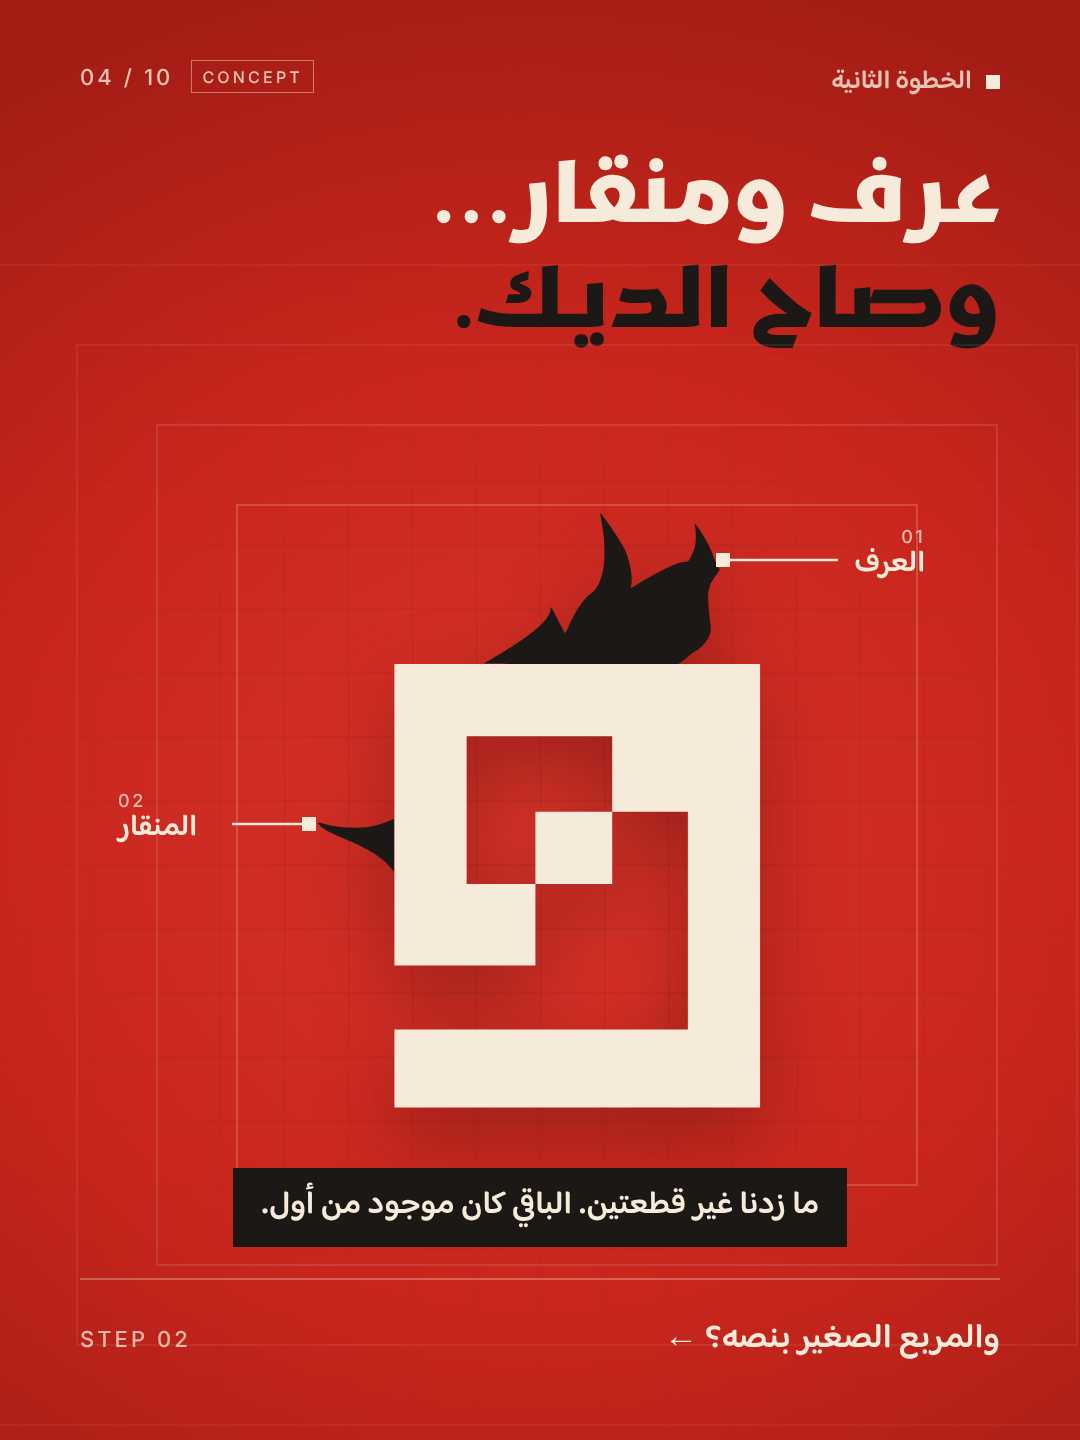 الخطوة الثانية
04 / 10 CONCEPT
عرف ومنقار...
وصاح الديك.
01
العرف
02
المنقار
ما زدنا غير قطعتين. الباقي كان موجود من أول.
والمربع الصغير بنصه؟ ←
STEP 02